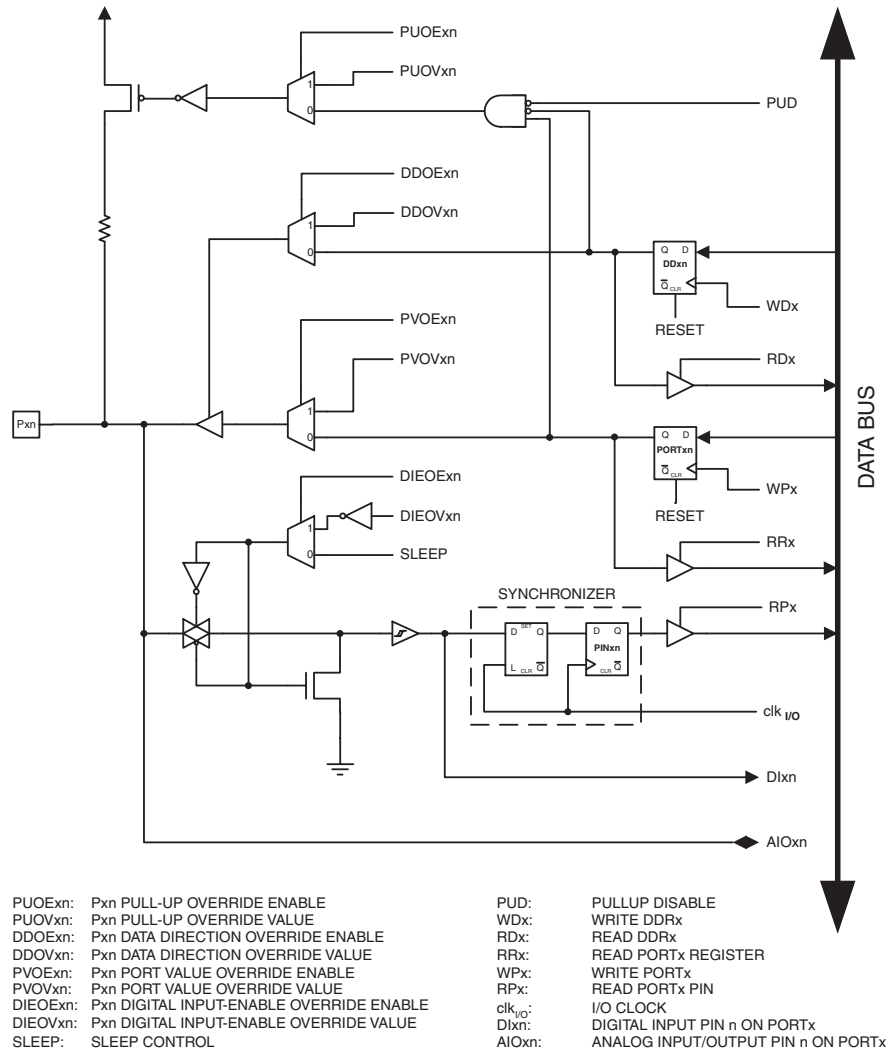 PUOExn
PUOVxn
1
0
PUD
DDOExn
DDOVxn
1
0
Q D
DDxn
Q CLR
WDx
RESET
RDx
PVOExn
PVOVxn
1
0
Pxn
Q D
PORTxn
Q CLR
WPx
RESET
RRx
DATA BUS
DIEOExn
DIEOVxn
1
0
SLEEP
SYNCHRONIZER
D SET Q
L CLR Q
D Q
PINxn
CLR Q
RPx
clk I/O
DIxn
AIOxn
PUOExn: Pxn PULL-UP OVERRIDE ENABLE
PUOVxn: Pxn PULL-UP OVERRIDE VALUE
DDOExn: Pxn DATA DIRECTION OVERRIDE ENABLE
DDOVxn: Pxn DATA DIRECTION OVERRIDE VALUE
PVOExn: Pxn PORT VALUE OVERRIDE ENABLE
PVOVxn: Pxn PORT VALUE OVERRIDE VALUE
DIEOExn: Pxn DIGITAL INPUT-ENABLE OVERRIDE ENABLE
DIEOVxn: Pxn DIGITAL INPUT-ENABLE OVERRIDE VALUE
SLEEP: SLEEP CONTROL
PUD: PULLUP DISABLE
WDx: WRITE DDRx
RDx: READ DDRx
RRx: READ PORTx REGISTER
WPx: WRITE PORTx
RPx: READ PORTx PIN
clkI/O: I/O CLOCK
DIxn: DIGITAL INPUT PIN n ON PORTx
AIOxn: ANALOG INPUT/OUTPUT PIN n ON PORTx